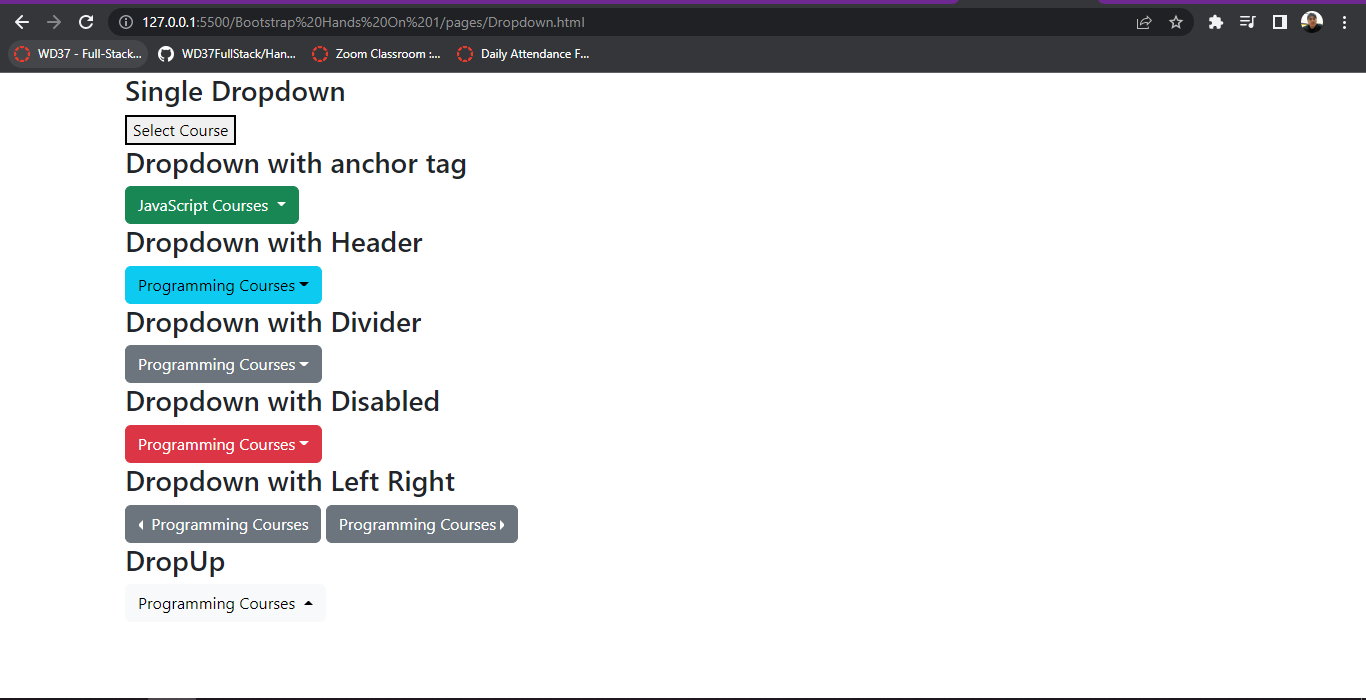 127.0.0.1:5500/Bootstrap%20Hands%20On%201/pages/Dropdown.html
WD37 - Full-Stack... WD37FullStack/Han... Zoom Classroom :... Daily Attendance F...
Single Dropdown
Select Course
Dropdown with anchor tag
JavaScript Courses
Dropdown with Header
Programming Courses
Dropdown with Divider
Programming Courses
Dropdown with Disabled
Programming Courses
Dropdown with Left Right
Programming Courses Programming Courses
DropUp
Programming Courses